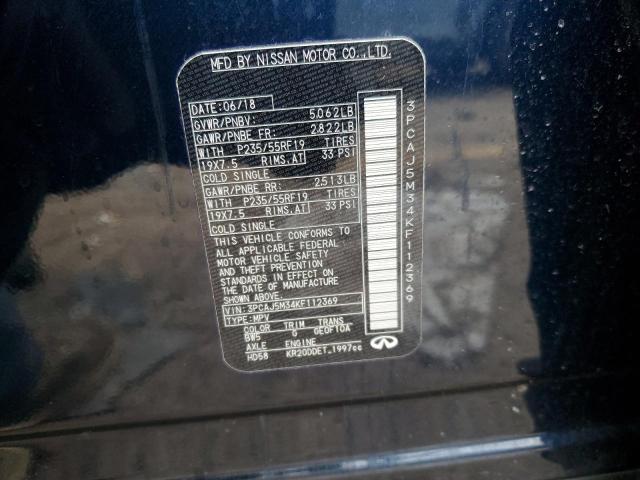 MFD BY NISSAN MOTOR CO.,LTD.
DATE: 06/18
GVWR/PNBV: 5,062LB
GAWR/PNBE FR: 2,822LB
WITH P235/55RF19 TIRES
19X7.5 RIMS.AT 33 PSI
COLD SINGLE
GAWR/PNBE RR: 2,513LB
WITH P235/55RF19 TIRES
19X7.5 RIMS.AT 33 PSI
COLD SINGLE
THIS VEHICLE CONFORMS TO
ALL APPLICABLE FEDERAL
MOTOR VEHICLE SAFETY
AND THEFT PREVENTION
STANDARDS IN EFFECT ON
THE DATE OF MANUFACTURE
SHOWN ABOVE.
VIN: 3PCAJ5M34KF112369
TYPE: MPV
COLOR TRIM TRANS
BW5 G GEOF10A
AXLE ENGINE
HD58 KR20DDET 1997cc
3PCAJ5M34KF112369